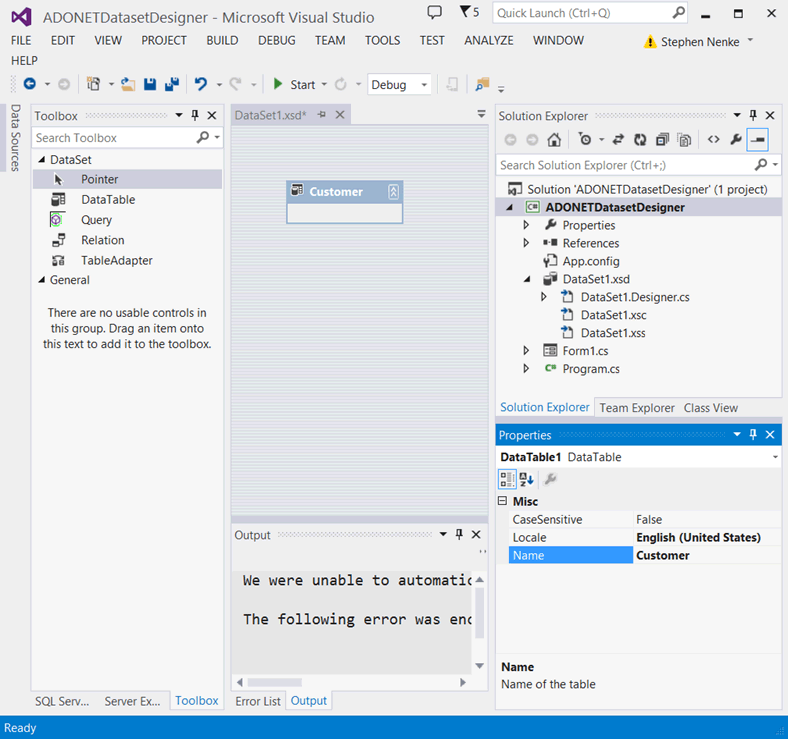 ADONETDatasetDesigner - Microsoft Visual Studio
5
Quick Launch (Ctrl+Q)
FILE EDIT VIEW PROJECT BUILD DEBUG TEAM TOOLS TEST ANALYZE WINDOW
Stephen Nenke
HELP
Start
Debug
Data Sources
Toolbox
Search Toolbox
DataSet
Pointer
DataTable
Query
Relation
TableAdapter
General
There are no usable controls in
this group. Drag an item onto
this text to add it to the toolbox.
SQL Serv... Server Ex... Toolbox
DataSet1.xsd*
Customer
Output
We were unable to automatic
The following error was enc
Error List Output
Solution Explorer
Search Solution Explorer (Ctrl+;)
Solution 'ADONETDatasetDesigner' (1 project)
ADONETDatasetDesigner
Properties
References
App.config
DataSet1.xsd
DataSet1.Designer.cs
DataSet1.xsc
DataSet1.xss
Form1.cs
Program.cs
Solution Explorer Team Explorer Class View
Properties
DataTable1 DataTable
Misc
CaseSensitive False
Locale English (United States)
Name Customer
Name
Name of the table
Ready